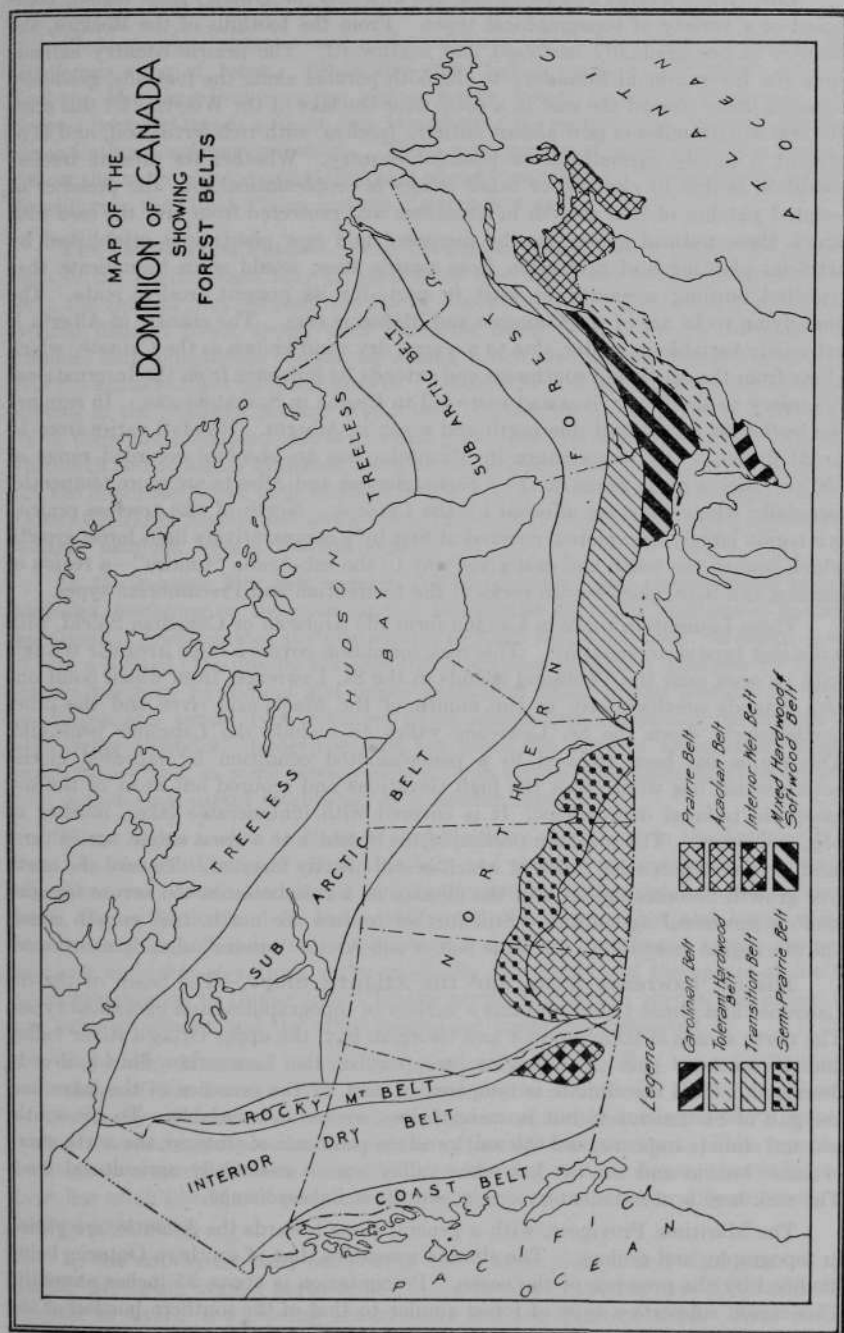 MAP OF THE
DOMINION OF CANADA
SHOWING
FOREST BELTS
TREELESS
SUB ARCTIC BELT
HUDSON
BAY
TREELESS
SUB ARCTIC BELT
NORTHERN FOREST
ROCKY MT BELT
INTERIOR DRY BELT
COAST BELT
PACIFIC
OCEAN
ATLANTIC
OCEAN
Legend
Carolinian Belt
Tolerant Hardwood
Belt
Transition Belt
Semi-Prairie Belt
Prairie Belt
Acadian Belt
Interior Wet Belt
Mixed Hardwood &
Softwood Belt